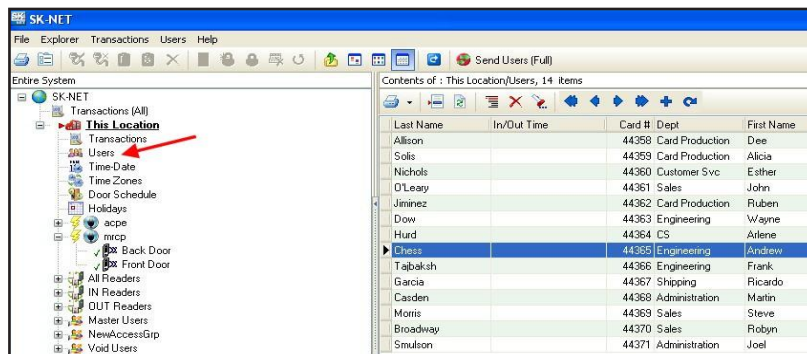 SK-NET
File Explorer Transactions Users Help
Send Users (Full)
Entire System
SK-NET
Transactions (All)
This Location
Transactions
Users
Time-Date
Time Zones
Door Schedule
Holidays
acpe
mrcp
Back Door
Front Door
All Readers
IN Readers
OUT Readers
Master Users
NewAccessGrp
Void Users
Contents of : This Location/Users, 14 items
Last Name In/Out Time Card # Dept First Name
Allison 44358 Card Production Dee
Solis 44359 Card Production Alicia
Nichols 44360 Customer Svc Esther
O'Leary 44361 Sales John
Jiminez 44362 Card Production Ruben
Dow 44363 Engineering Wayne
Hurd 44364 CS Arlene
Chess 44365 Engineering Andrew
Tajbaksh 44366 Engineering Frank
Garcia 44367 Shipping Ricardo
Casden 44368 Administration Martin
Morris 44369 Sales Steve
Broadway 44370 Sales Robyn
Smulson 44371 Administration Joel